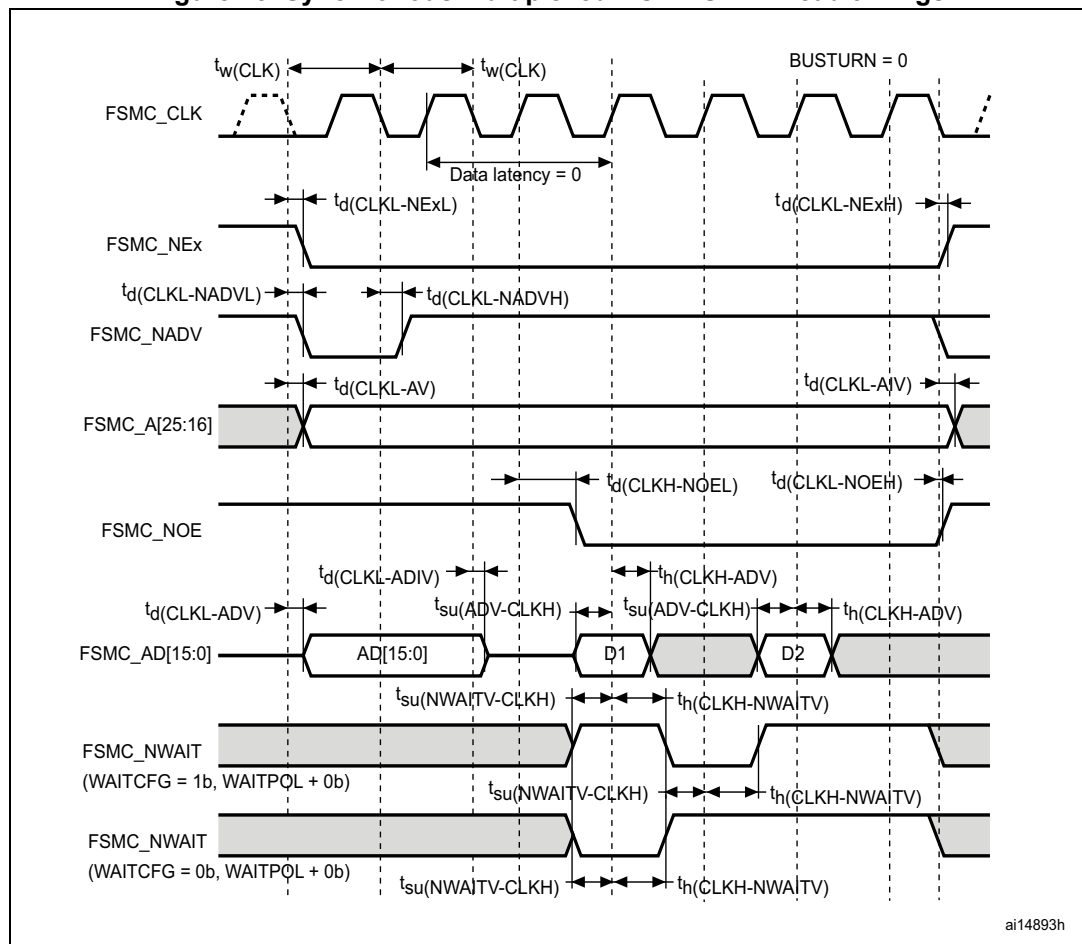 tw(CLK)
tw(CLK)
BUSTURN = 0
FSMC_CLK
Data latency = 0
td(CLKL-NExL)
td(CLKL-NExH)
FSMC_NEx
td(CLKL-NADVL)
td(CLKL-NADVH)
FSMC_NADV
td(CLKL-AV)
td(CLKL-AIV)
FSMC_A[25:16]
td(CLKH-NOEL)
td(CLKL-NOEH)
FSMC_NOE
td(CLKL-ADIV)
th(CLKH-ADV)
td(CLKL-ADV)
tsu(ADV-CLKH)
tsu(ADV-CLKH)
th(CLKH-ADV)
FSMC_AD[15:0]
AD[15:0]
D1
D2
tsu(NWAITV-CLKH)
th(CLKH-NWAITV)
FSMC_NWAIT
(WAITCFG = 1b, WAITPOL + 0b)
tsu(NWAITV-CLKH)
th(CLKH-NWAITV)
FSMC_NWAIT
(WAITCFG = 0b, WAITPOL + 0b)
tsu(NWAITV-CLKH)
th(CLKH-NWAITV)
ai14893h